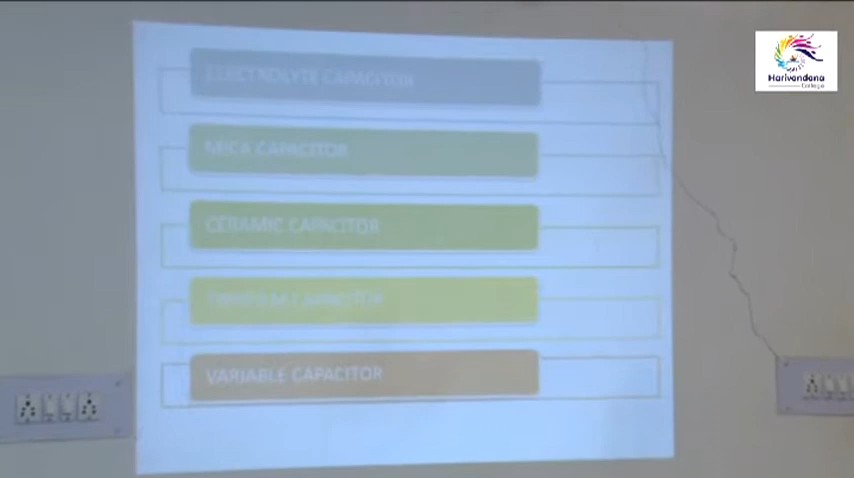 Harivandana
College
ELECTROLYTE CAPACITOR
MICA CAPACITOR
CERAMIC CAPACITOR
CAPACITOR
VARIABLE CAPACITOR